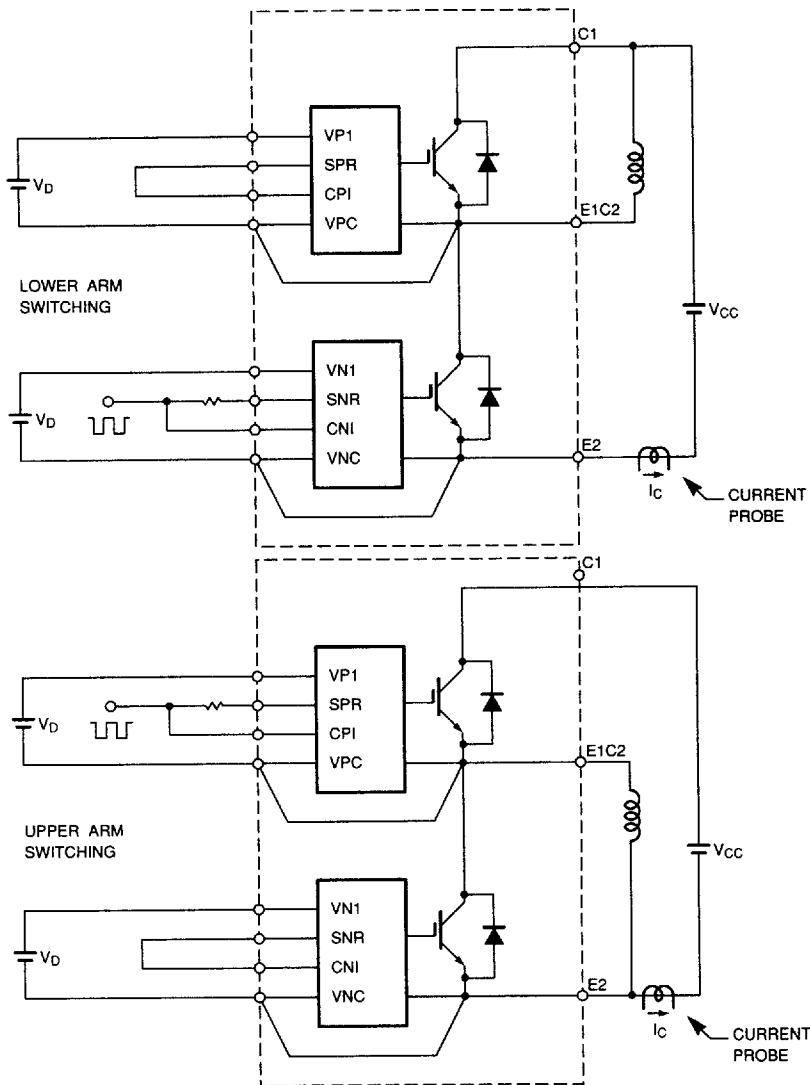 C1
VP1
SPR
CPI
VPC
VD
E1C2
LOWER ARM
SWITCHING
VCC
VN1
SNR
CNI
VNC
VD
E2
IC
CURRENT
PROBE
C1
VP1
SPR
CPI
VPC
VD
E1C2
UPPER ARM
SWITCHING
VCC
VN1
SNR
CNI
VNC
VD
E2
IC
CURRENT
PROBE